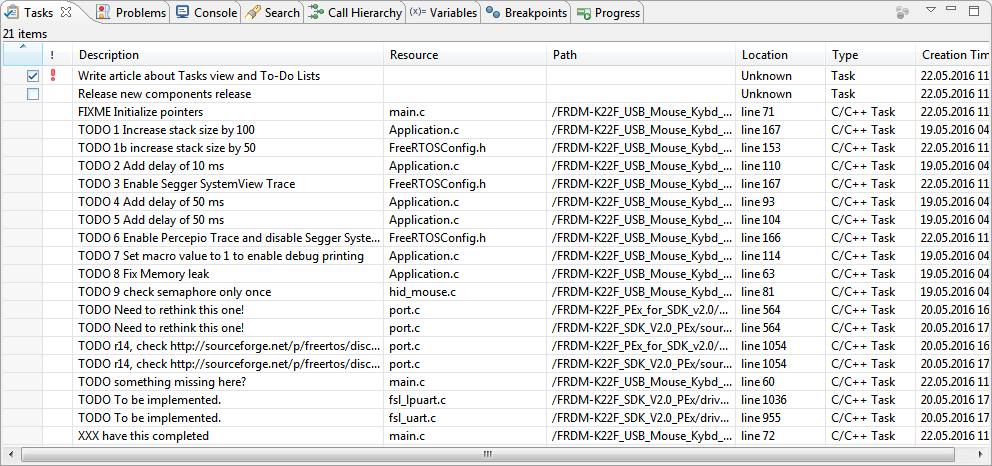 Tasks Problems Console Search Call Hierarchy (x)= Variables Breakpoints Progress
21 items
! Description Resource Path Location Type Creation Tim
! Write article about Tasks view and To-Do Lists Unknown Task 22.05.2016 11
Release new components release Unknown Task 22.05.2016 11
FIXME Initialize pointers main.c /FRDM-K22F_USB_Mouse_Kybd_... line 71 C/C++ Task 22.05.2016 11
TODO 1 Increase stack size by 100 Application.c /FRDM-K22F_USB_Mouse_Kybd_... line 167 C/C++ Task 19.05.2016 04
TODO 1b increase stack size by 50 FreeRTOSConfig.h /FRDM-K22F_USB_Mouse_Kybd_... line 153 C/C++ Task 22.05.2016 11
TODO 2 Add delay of 10 ms Application.c /FRDM-K22F_USB_Mouse_Kybd_... line 110 C/C++ Task 19.05.2016 04
TODO 3 Enable Segger SystemView Trace FreeRTOSConfig.h /FRDM-K22F_USB_Mouse_Kybd_... line 167 C/C++ Task 22.05.2016 11
TODO 4 Add delay of 50 ms Application.c /FRDM-K22F_USB_Mouse_Kybd_... line 93 C/C++ Task 19.05.2016 04
TODO 5 Add delay of 50 ms Application.c /FRDM-K22F_USB_Mouse_Kybd_... line 104 C/C++ Task 19.05.2016 04
TODO 6 Enable Percepio Trace and disable Segger Syste... FreeRTOSConfig.h /FRDM-K22F_USB_Mouse_Kybd_... line 166 C/C++ Task 22.05.2016 11
TODO 7 Set macro value to 1 to enable debug printing Application.c /FRDM-K22F_USB_Mouse_Kybd_... line 114 C/C++ Task 19.05.2016 04
TODO 8 Fix Memory leak Application.c /FRDM-K22F_USB_Mouse_Kybd_... line 63 C/C++ Task 19.05.2016 04
TODO 9 check semaphore only once hid_mouse.c /FRDM-K22F_USB_Mouse_Kybd_... line 81 C/C++ Task 19.05.2016 04
TODO Need to rethink this one! port.c /FRDM-K22F_PEx_for_SDK_v2.0/... line 564 C/C++ Task 20.05.2016 16
TODO Need to rethink this one! port.c /FRDM-K22F_SDK_V2.0_PEx/sour... line 564 C/C++ Task 20.05.2016 17
TODO r14, check http://sourceforge.net/p/freertos/disc... port.c /FRDM-K22F_PEx_for_SDK_v2.0/... line 1054 C/C++ Task 20.05.2016 16
TODO r14, check http://sourceforge.net/p/freertos/disc... port.c /FRDM-K22F_SDK_V2.0_PEx/sour... line 1054 C/C++ Task 20.05.2016 17
TODO something missing here? main.c /FRDM-K22F_USB_Mouse_Kybd_... line 60 C/C++ Task 22.05.2016 11
TODO To be implemented. fsl_lpuart.c /FRDM-K22F_SDK_V2.0_PEx/driv... line 1036 C/C++ Task 20.05.2016 17
TODO To be implemented. fsl_uart.c /FRDM-K22F_SDK_V2.0_PEx/driv... line 955 C/C++ Task 20.05.2016 17
XXX have this completed main.c /FRDM-K22F_USB_Mouse_Kybd_... line 72 C/C++ Task 22.05.2016 11